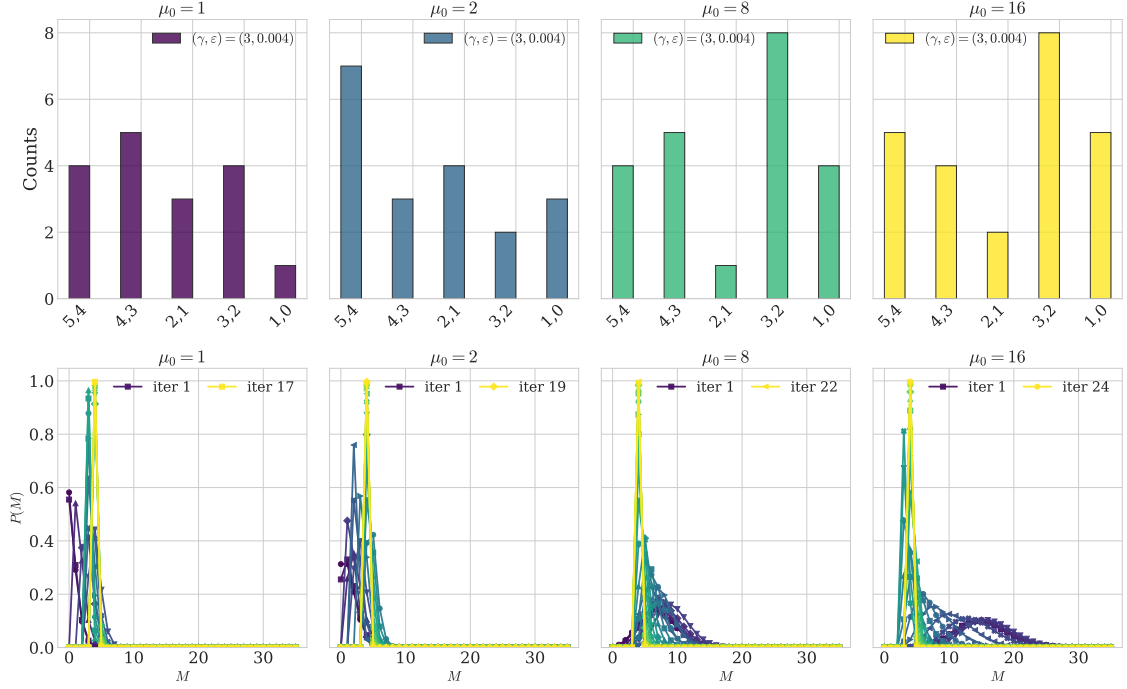 μ₀ = 1
μ₀ = 2
μ₀ = 8
μ₀ = 16
(γ, ε) = (3, 0.004)
(γ, ε) = (3, 0.004)
(γ, ε) = (3, 0.004)
(γ, ε) = (3, 0.004)
Counts
8
6
4
2
0
5,4
4,3
2,1
3,2
1,0
5,4
4,3
2,1
3,2
1,0
5,4
4,3
2,1
3,2
1,0
5,4
4,3
2,1
3,2
1,0
μ₀ = 1
μ₀ = 2
μ₀ = 8
μ₀ = 16
iter 1 iter 17
iter 1 iter 19
iter 1 iter 22
iter 1 iter 24
P(M)
1.0
0.8
0.6
0.4
0.2
0.0
0 10 20 30
0 10 20 30
0 10 20 30
0 10 20 30
M
M
M
M